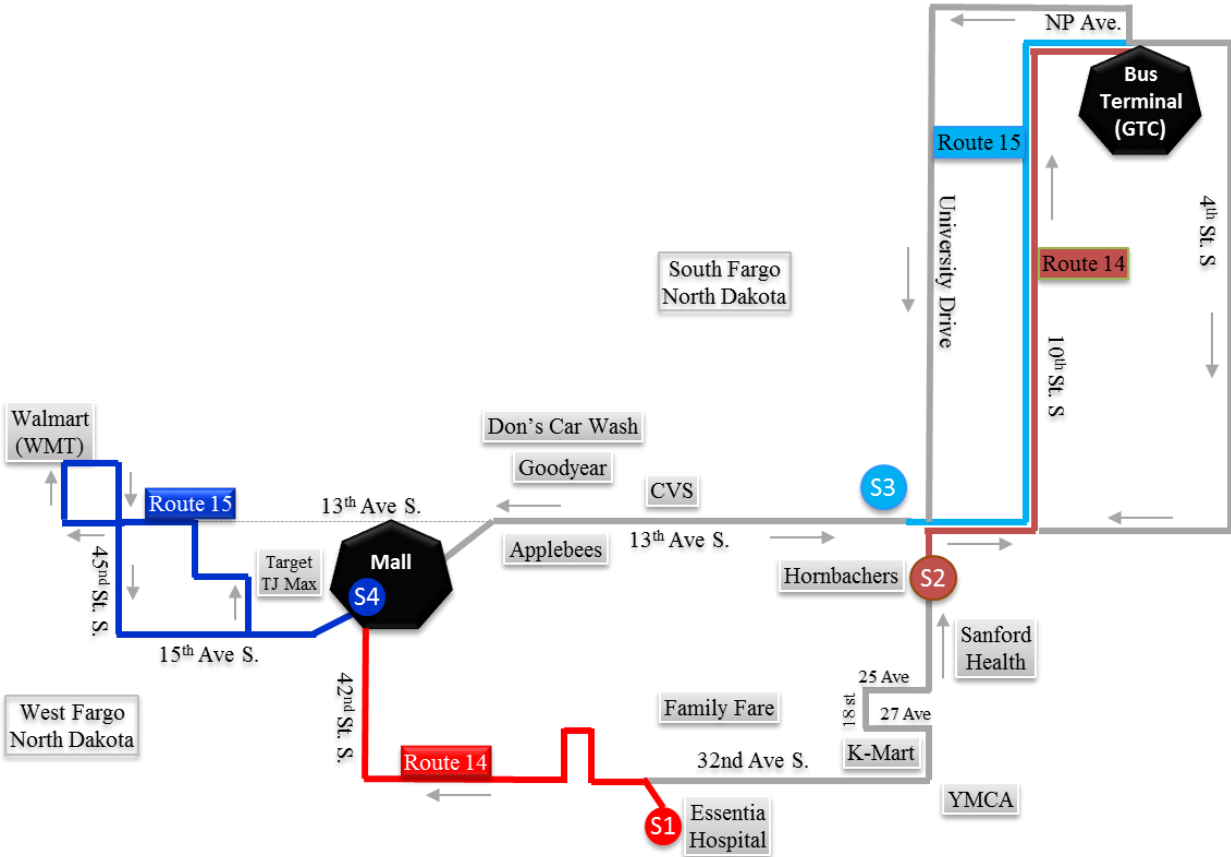 NP Ave.
Bus
Terminal
(GTC)
Route 15
University Drive
4th St. S
South Fargo
North Dakota
Route 14
10th St. S
Walmart
(WMT)
Don's Car Wash
Goodyear
CVS
S3
Route 15
13th Ave S.
Applebees
13th Ave S.
Mall
Target
TJ Max
S4
Hornbachers
S2
45nd St. S.
15th Ave S.
Sanford
Health
42nd St. S.
25 Ave
18 st
27 Ave
West Fargo
North Dakota
Family Fare
K-Mart
Route 14
32nd Ave S.
YMCA
S1
Essentia
Hospital